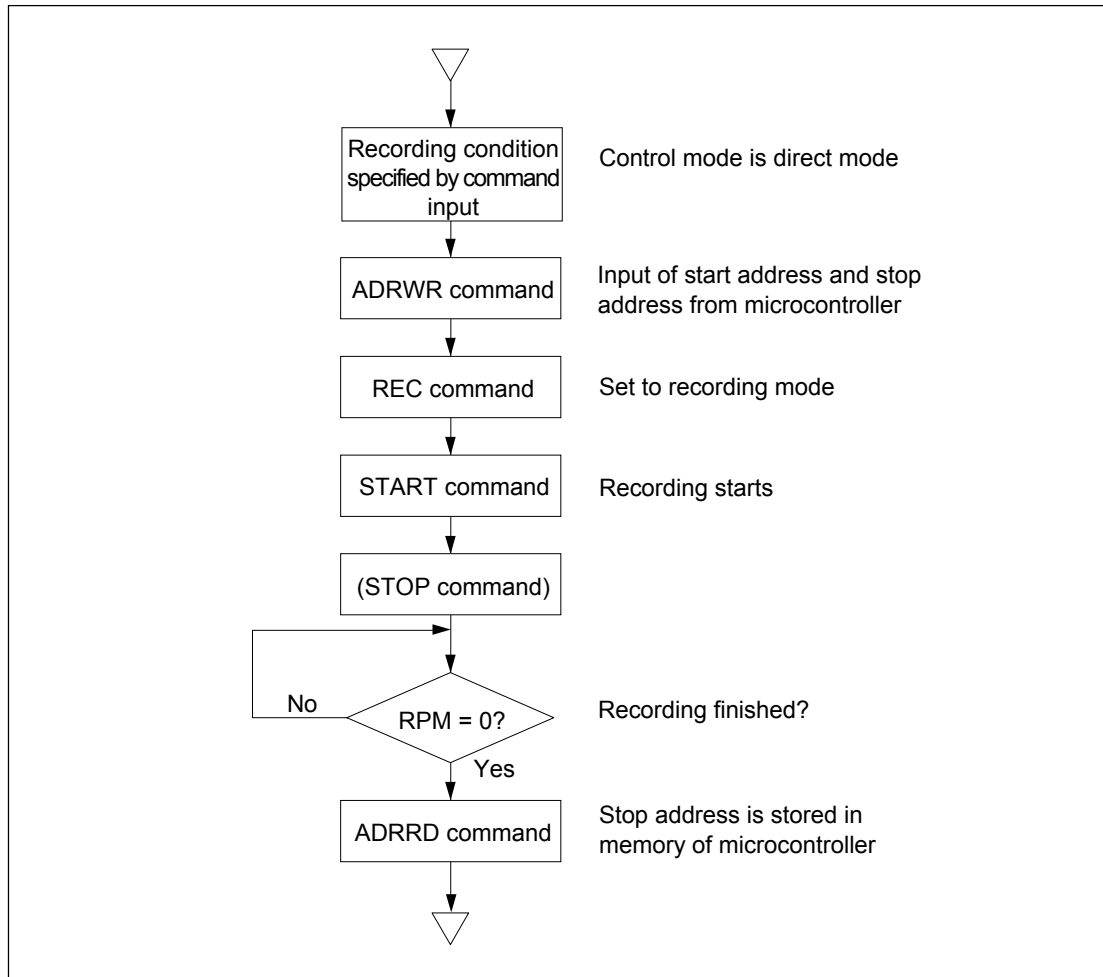 Recording condition
specified by command
input
Control mode is direct mode
ADRWR command
Input of start address and stop
address from microcontroller
REC command
Set to recording mode
START command
Recording starts
(STOP command)
No
RPM = 0?
Recording finished?
Yes
ADRRD command
Stop address is stored in
memory of microcontroller